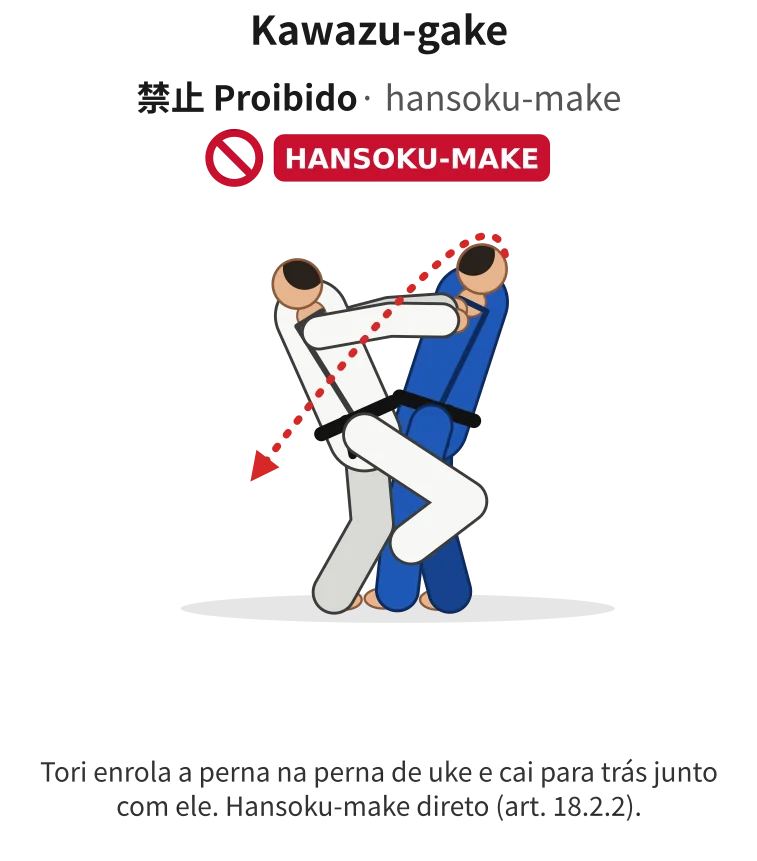 Kawazu-gake
禁止 Proibido · hansoku-make
HANSOKU-MAKE
Tori enrola a perna na perna de uke e cai para trás junto
com ele. Hansoku-make direto (art. 18.2.2).